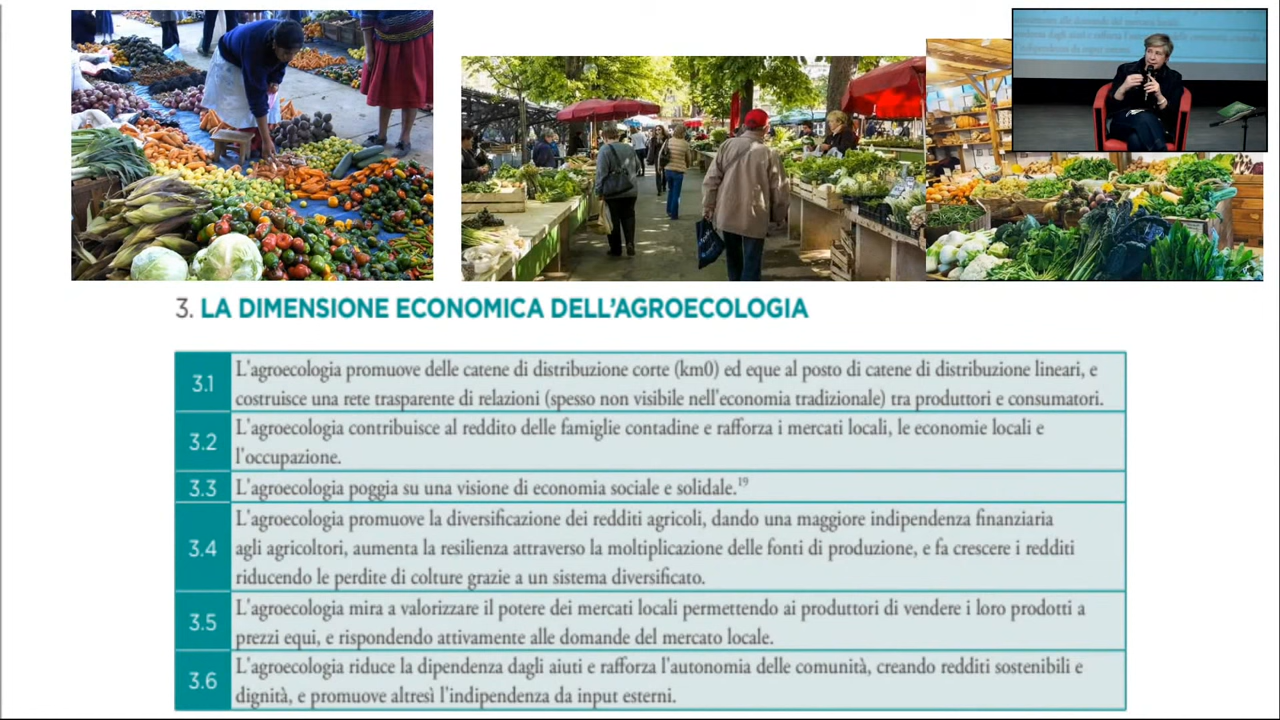 3. LA DIMENSIONE ECONOMICA DELL'AGROECOLOGIA
3.1
L'agroecologia promuove delle catene di distribuzione corte (km0) ed eque al posto di catene di distribuzione lineari, e
costruisce una rete trasparente di relazioni (spesso non visibile nell'economia tradizionale) tra produttori e consumatori.
3.2
L'agroecologia contribuisce al reddito delle famiglie contadine e rafforza i mercati locali, le economie locali e
l'occupazione.
3.3
L'agroecologia poggia su una visione di economia sociale e solidale.19
3.4
L'agroecologia promuove la diversificazione dei redditi agricoli, dando una maggiore indipendenza finanziaria
agli agricoltori, aumenta la resilienza attraverso la moltiplicazione delle fonti di produzione, e fa crescere i redditi
riducendo le perdite di colture grazie a un sistema diversificato.
3.5
L'agroecologia mira a valorizzare il potere dei mercati locali permettendo ai produttori di vendere i loro prodotti a
prezzi equi, e rispondendo attivamente alle domande del mercato locale.
3.6
L'agroecologia riduce la dipendenza dagli aiuti e rafforza l'autonomia delle comunità, creando redditi sostenibili e
dignità, e promuove altresì l'indipendenza da input esterni.